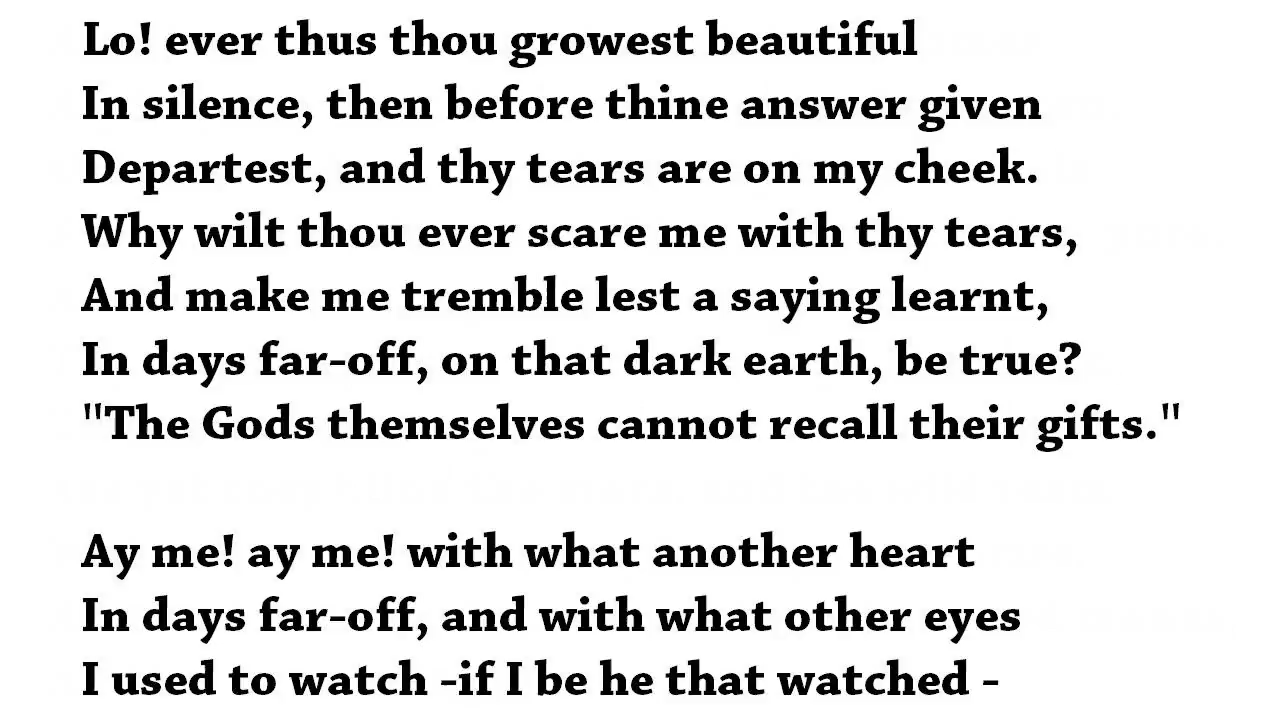 Lo! ever thus thou growest beautiful
In silence, then before thine answer given
Departest, and thy tears are on my cheek.
Why wilt thou ever scare me with thy tears,
And make me tremble lest a saying learnt,
In days far-off, on that dark earth, be true?
"The Gods themselves cannot recall their gifts."
Ay me! ay me! with what another heart
In days far-off, and with what other eyes
I used to watch -if I be he that watched -